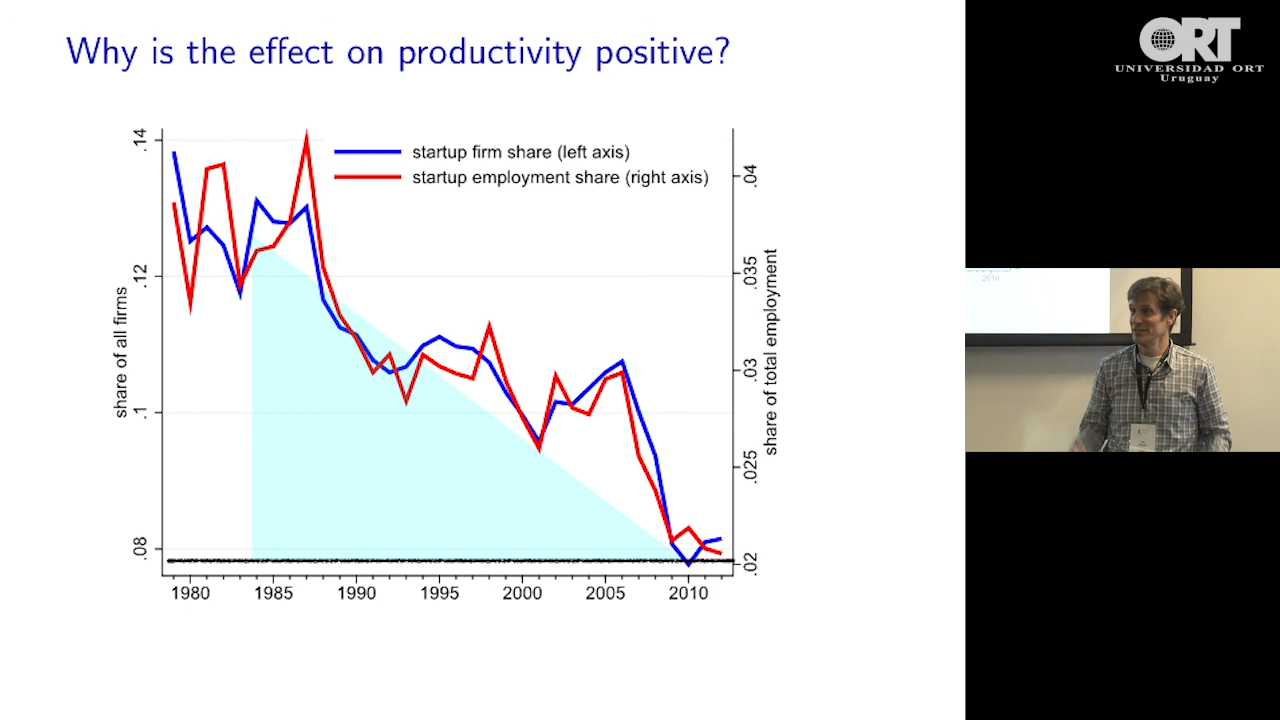 Why is the effect on productivity positive?
startup firm share (left axis)
startup employment share (right axis)
share of all firms
.14
.12
.1
.08
share of total employment
.04
.035
.03
.025
.02
1980
1985
1990
1995
2000
2005
2010
ORT
UNIVERSIDAD ORT
Uruguay
2010